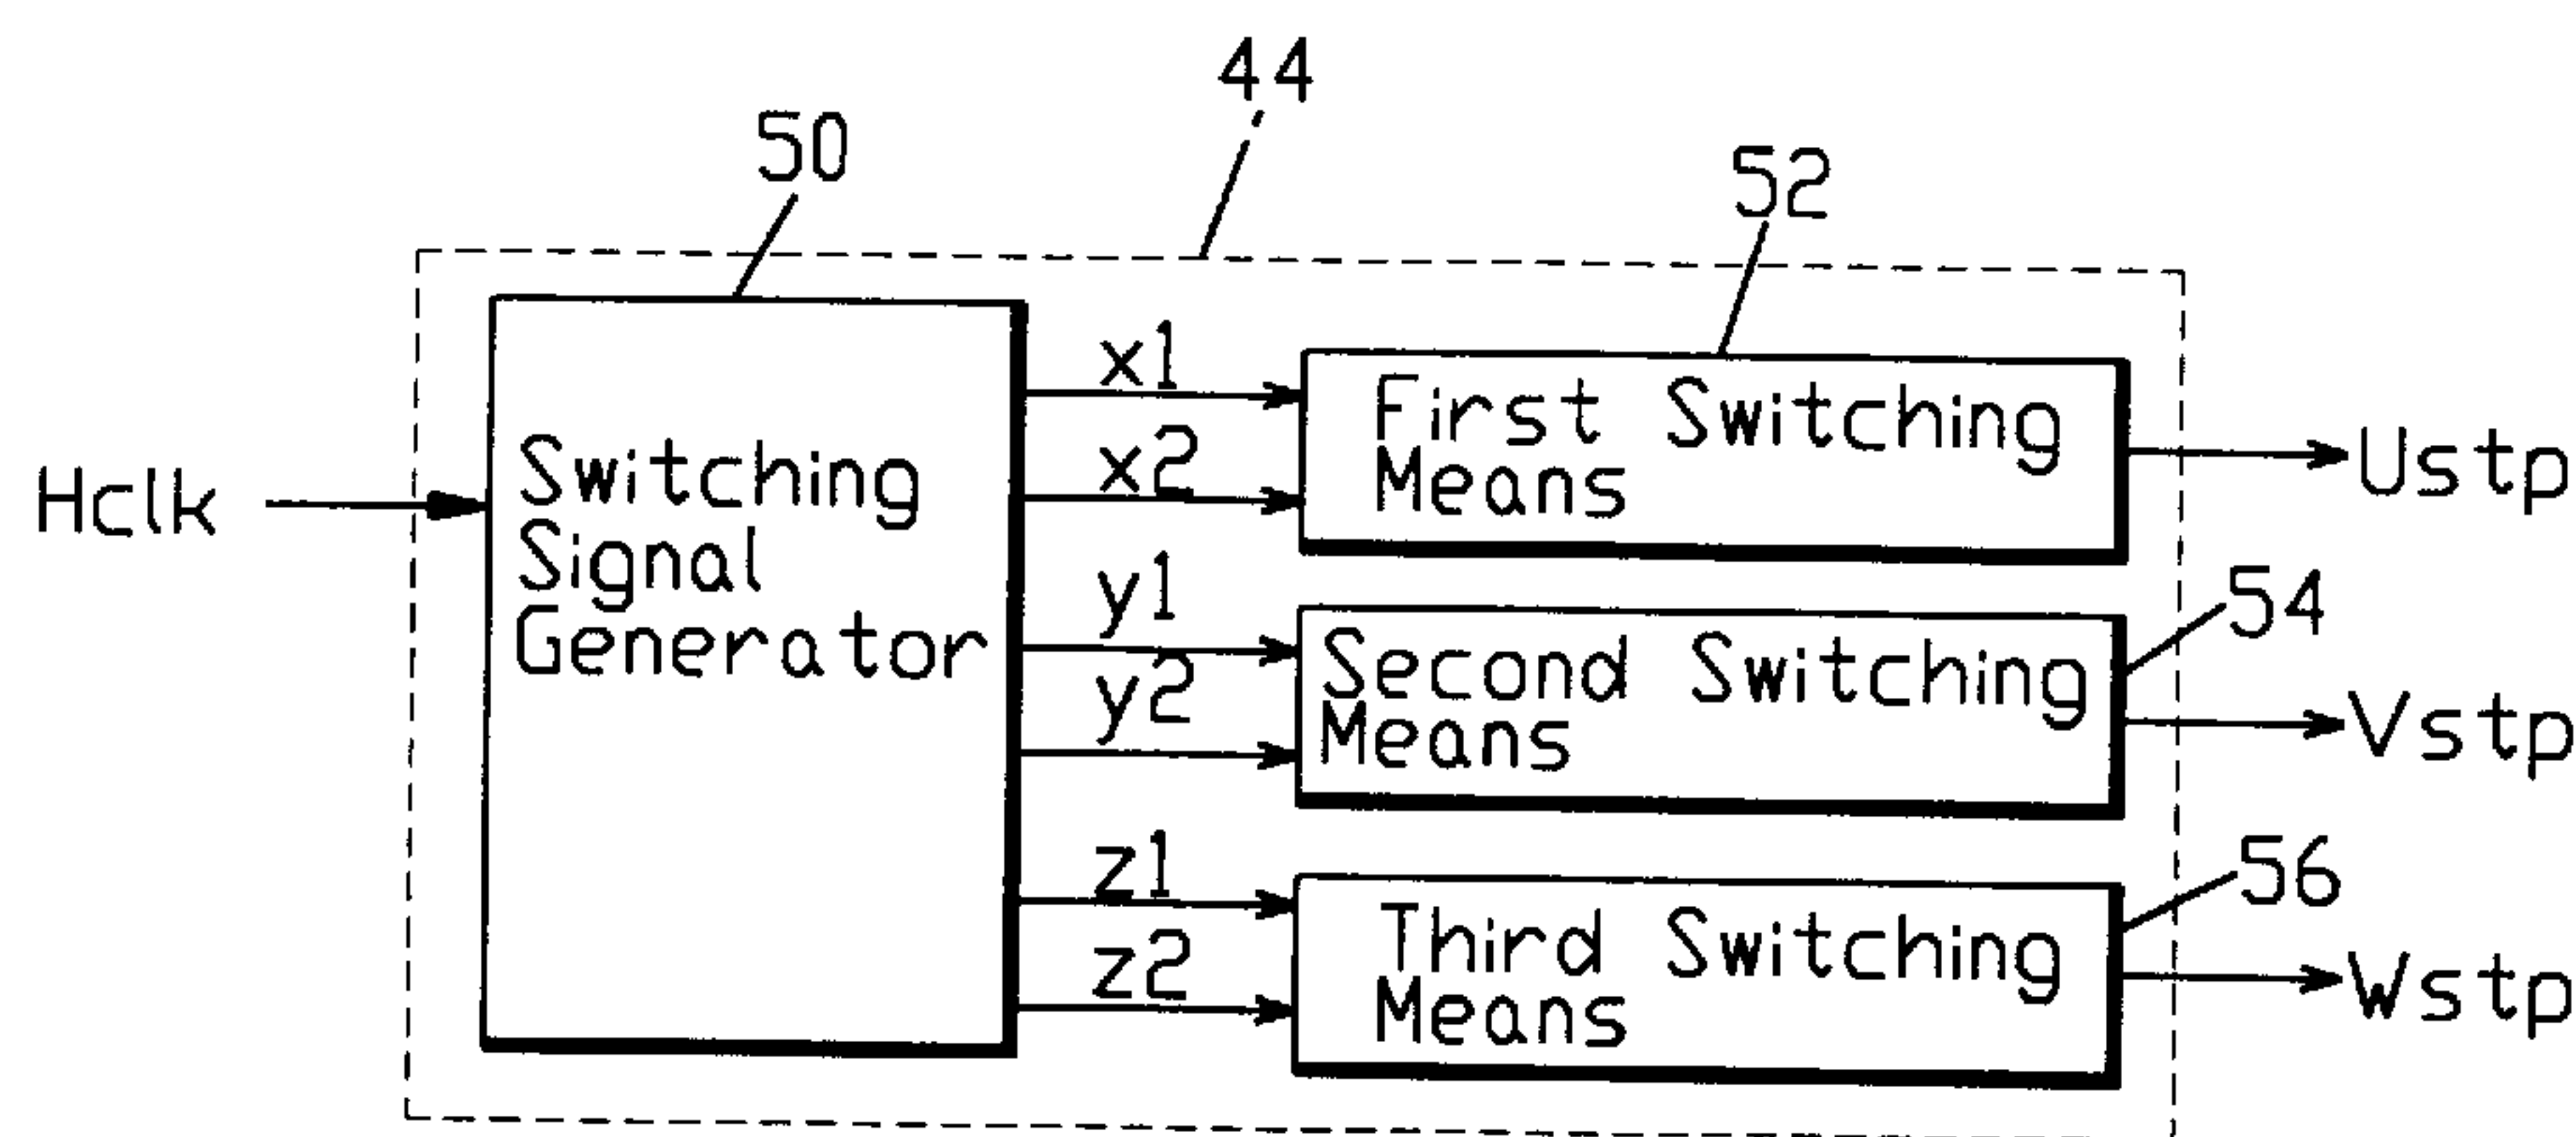 44
50
52
Hclk
Switching
Signal
Generator
x1
x2
y1
y2
z1
z2
First Switching
Means
Ustp
54
Second Switching
Means
Vstp
56
Third Switching
Means
Wstp